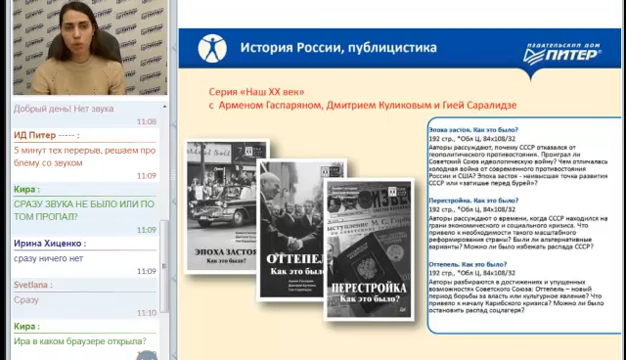 Добрый день! Нет звука
11:08
ИД Питер ----- :
5 минут тех перерыв, решаем про
блему со звуком
11:09
Кира :
СРАЗУ ЗВУКА НЕ БЫЛО ИЛИ ПО
ТОМ ПРОПАЛ?
11:09
Ирина Хиценко :
сразу ничего нет
11:09
Svetlana :
Сразу
11:10
Кира :
Ира в каком браузере открыла?
История России, публицистика
ИЗДАТЕЛЬСКИЙ ДОМ
ПИТЕР
Серия «Наш XX век»
с Арменом Гаспаряном, Дмитрием Куликовым и Гией Саралидзе
ЭПОХА ЗАСТОЯ
Как это было?
ОТТЕПЕЛЬ
Как это было?
ПЕРЕСТРОЙКА
Как это было?
Эпоха застоя. Как это было?
192 стр., *Обл Ц, 84x108/32
Авторы рассуждают, почему СССР отказался от
геополитического противостояния. Проиграл ли
Советский Союз идеологическую войну? Чем отличалась
холодная война от современного противостояния
России и США? Эпоха застоя - наивысшая точка развития
СССР или «затишье перед бурей»?
Перестройка. Как это было?
192 стр., *Обл Ц, 84x108/32
Авторы рассуждают о времени, когда СССР находился на
грани экономического и социального кризиса. Что
привело к необходимости такого масштабного
реформирования страны? Были ли альтернативные
варианты? Можно ли было избежать распада СССР?
Оттепель. Как это было?
192 стр., *Обл Ц, 84x108/32
Авторы разбираются в достижениях и упущенных
возможностях Советского Союза: Оттепель – новый
период борьбы за власть или культурное явление? Что
привело к началу Карибского кризиса? Можно ли было
остановить распад соцлагеря?